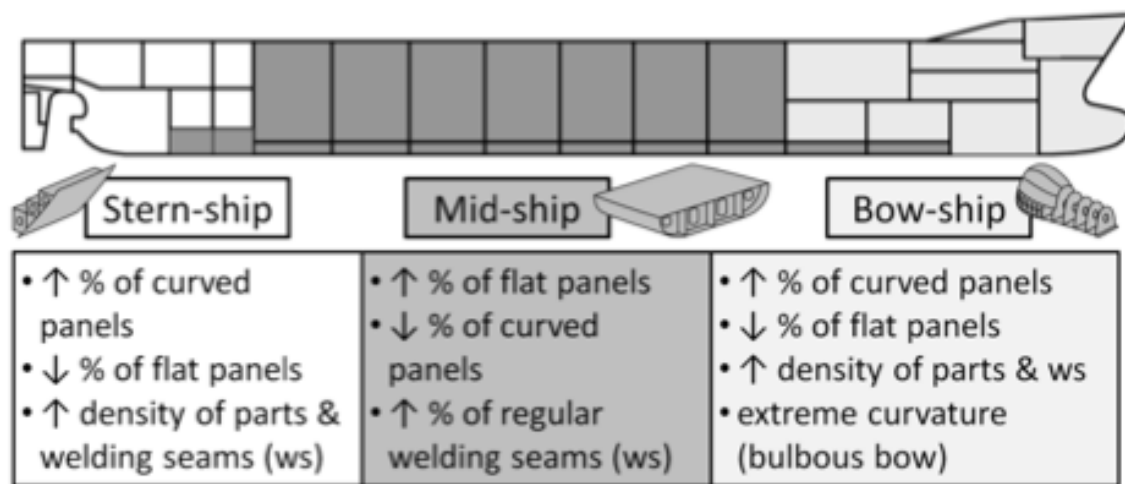 Stern-ship
Mid-ship
Bow-ship
• ↑ % of curved
panels
• ↓ % of flat panels
• ↑ density of parts &
welding seams (ws)
• ↑ % of flat panels
• ↓ % of curved
panels
• ↑ % of regular
welding seams (ws)
• ↑ % of curved panels
• ↓ % of flat panels
• ↑ density of parts & ws
• extreme curvature
(bulbous bow)